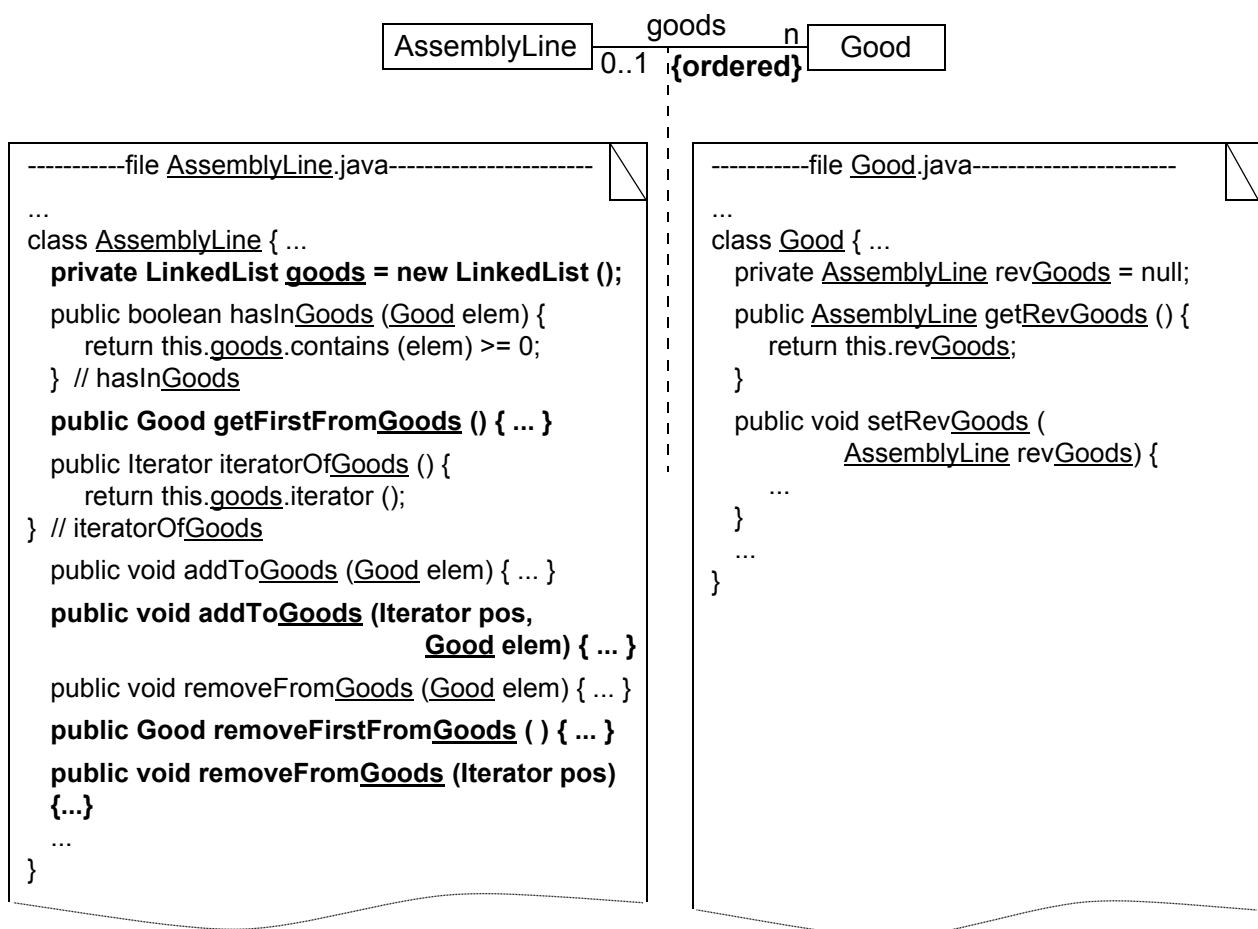 goods
AssemblyLine
n
Good
0..1
{ordered}
-----------file AssemblyLine.java-----------------------
...
class AssemblyLine { ...
private LinkedList goods = new LinkedList ();
public boolean hasInGoods (Good elem) {
return this.goods.contains (elem) >= 0;
} // hasInGoods
public Good getFirstFromGoods () { ... }
public Iterator iteratorOfGoods () {
return this.goods.iterator ();
} // iteratorOfGoods
public void addToGoods (Good elem) { ... }
public void addToGoods (Iterator pos,
Good elem) { ... }
public void removeFromGoods (Good elem) { ... }
public Good removeFirstFromGoods ( ) { ... }
public void removeFromGoods (Iterator pos)
{...}
...
}
-----------file Good.java-----------------------
...
class Good { ...
private AssemblyLine revGoods = null;
public AssemblyLine getRevGoods () {
return this.revGoods;
}
public void setRevGoods (
AssemblyLine revGoods) {
...
}
...
}